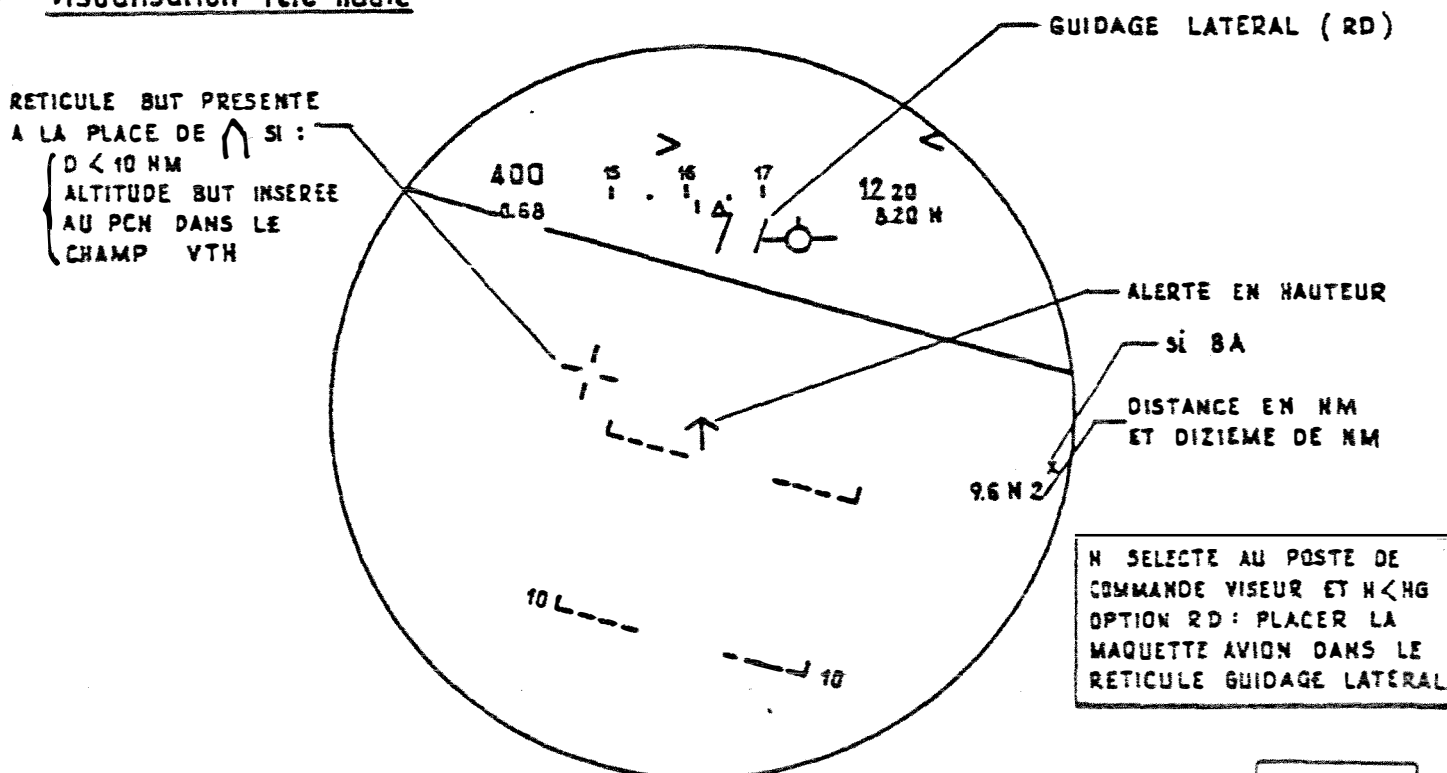 Visualisation Tête Haute
GUIDAGE LATERAL ( RD )
RETICULE BUT PRESENTE
A LA PLACE DE ⋂ SI :
D < 10 NM
ALTITUDE BUT INSEREE
AU PCN DANS LE
CHAMP VTH
> <
400 15 16 17 12 20
0.68 8.20 H
ALERTE EN HAUTEUR
si BA
DISTANCE EN NM
ET DIZIEME DE NM
x
9.6 N 2
H SELECTE AU POSTE DE
COMMANDE VISEUR ET H < HG
OPTION RD : PLACER LA
MAQUETTE AVION DANS LE
RETICULE GUIDAGE LATERAL
10
10